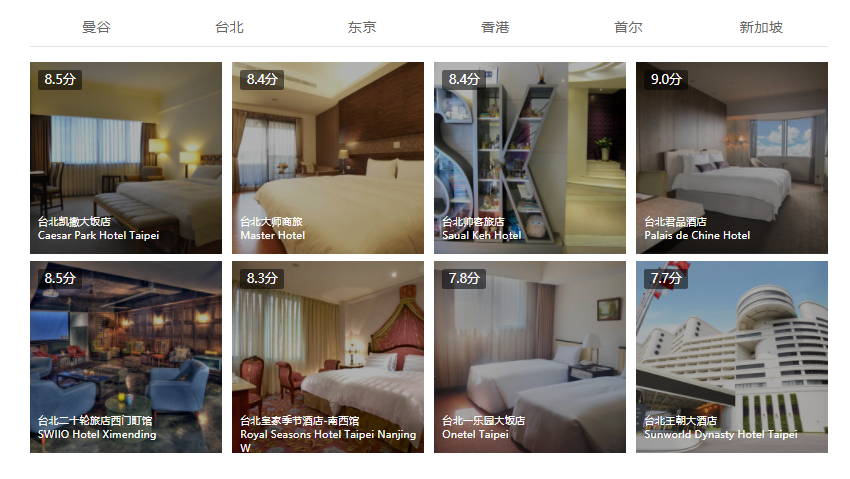 曼谷 台北 东京 香港 首尔 新加坡
8.5分
台北凯撒大饭店
Caesar Park Hotel Taipei
8.4分
台北大师商旅
Master Hotel
8.4分
台北帅客旅店
Saual Keh Hotel
9.0分
台北君品酒店
Palais de Chine Hotel
8.5分
台北二十轮旅店西门町馆
SWIIO Hotel Ximending
8.3分
台北皇家季节酒店-南西馆
Royal Seasons Hotel Taipei Nanjing
W
7.8分
台北一乐园大饭店
Onetel Taipei
7.7分
台北王朝大酒店
Sunworld Dynasty Hotel Taipei